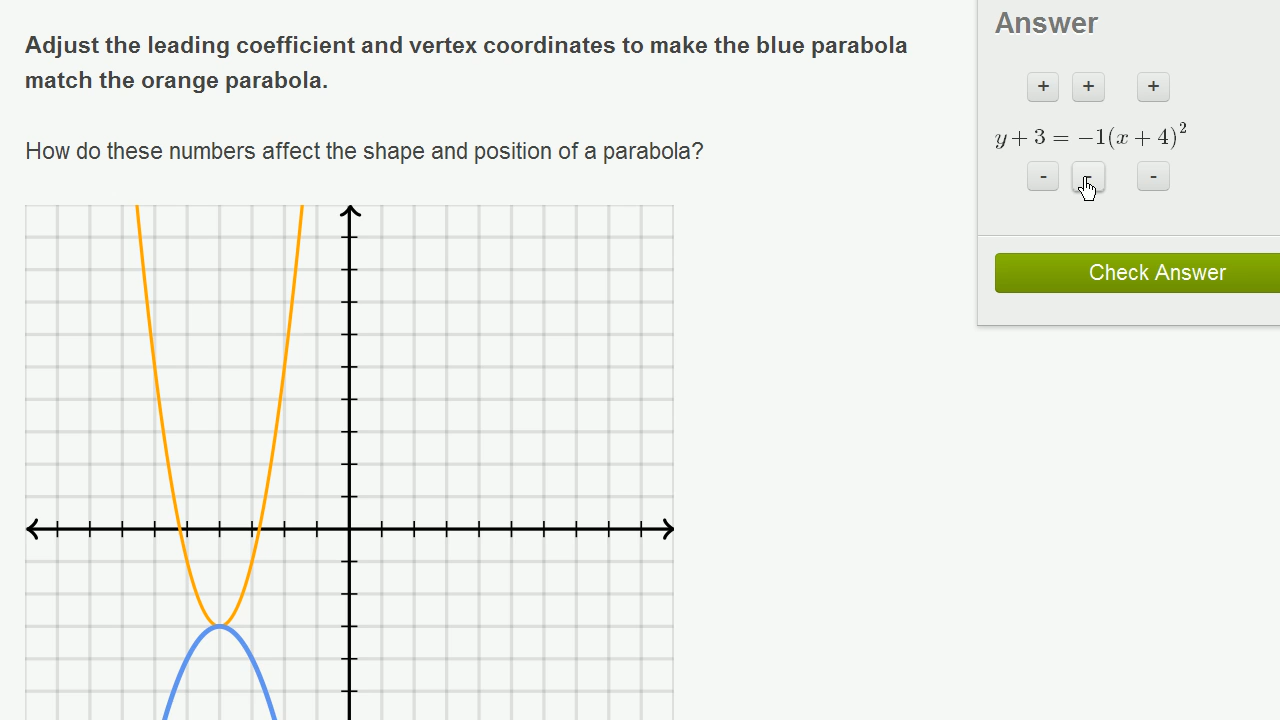 Adjust the leading coefficient and vertex coordinates to make the blue parabola
match the orange parabola.
How do these numbers affect the shape and position of a parabola?
Answer
+ + +
y + 3 = −1(x + 4)²
- - -
Check Answer